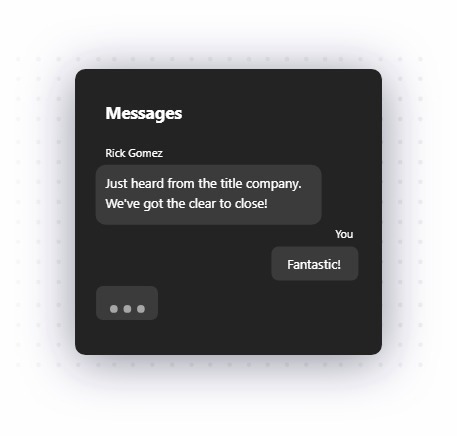 Messages
Rick Gomez
Just heard from the title company.
We've got the clear to close!
You
Fantastic!